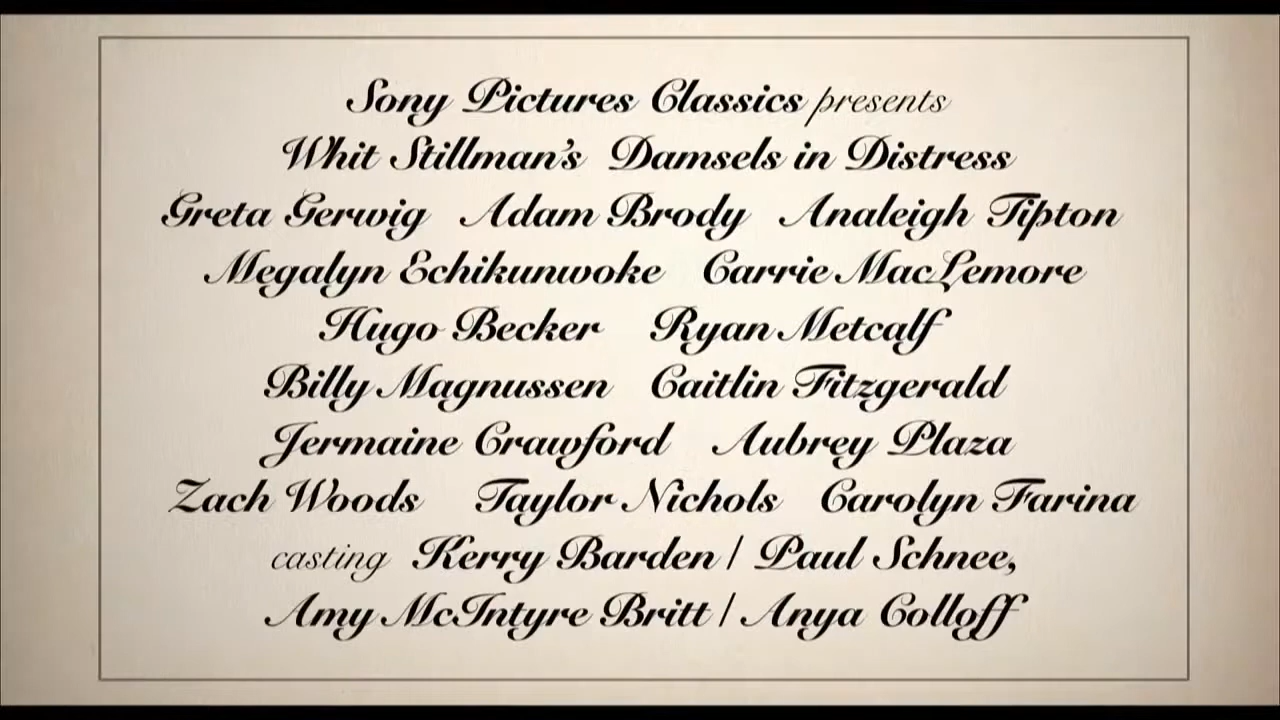 Sony Pictures Classics presents
Whit Stillman's Damsels in Distress
Greta Gerwig Adam Brody Analeigh Tipton
Megalyn Echikunwoke Carrie MacLemore
Hugo Becker Ryan Metcalf
Billy Magnussen Caitlin Fitzgerald
Jermaine Crawford Aubrey Plaza
Zach Woods Taylor Nichols Carolyn Farina
casting Kerry Barden / Paul Schnee,
Amy McIntyre Britt / Anya Colloff